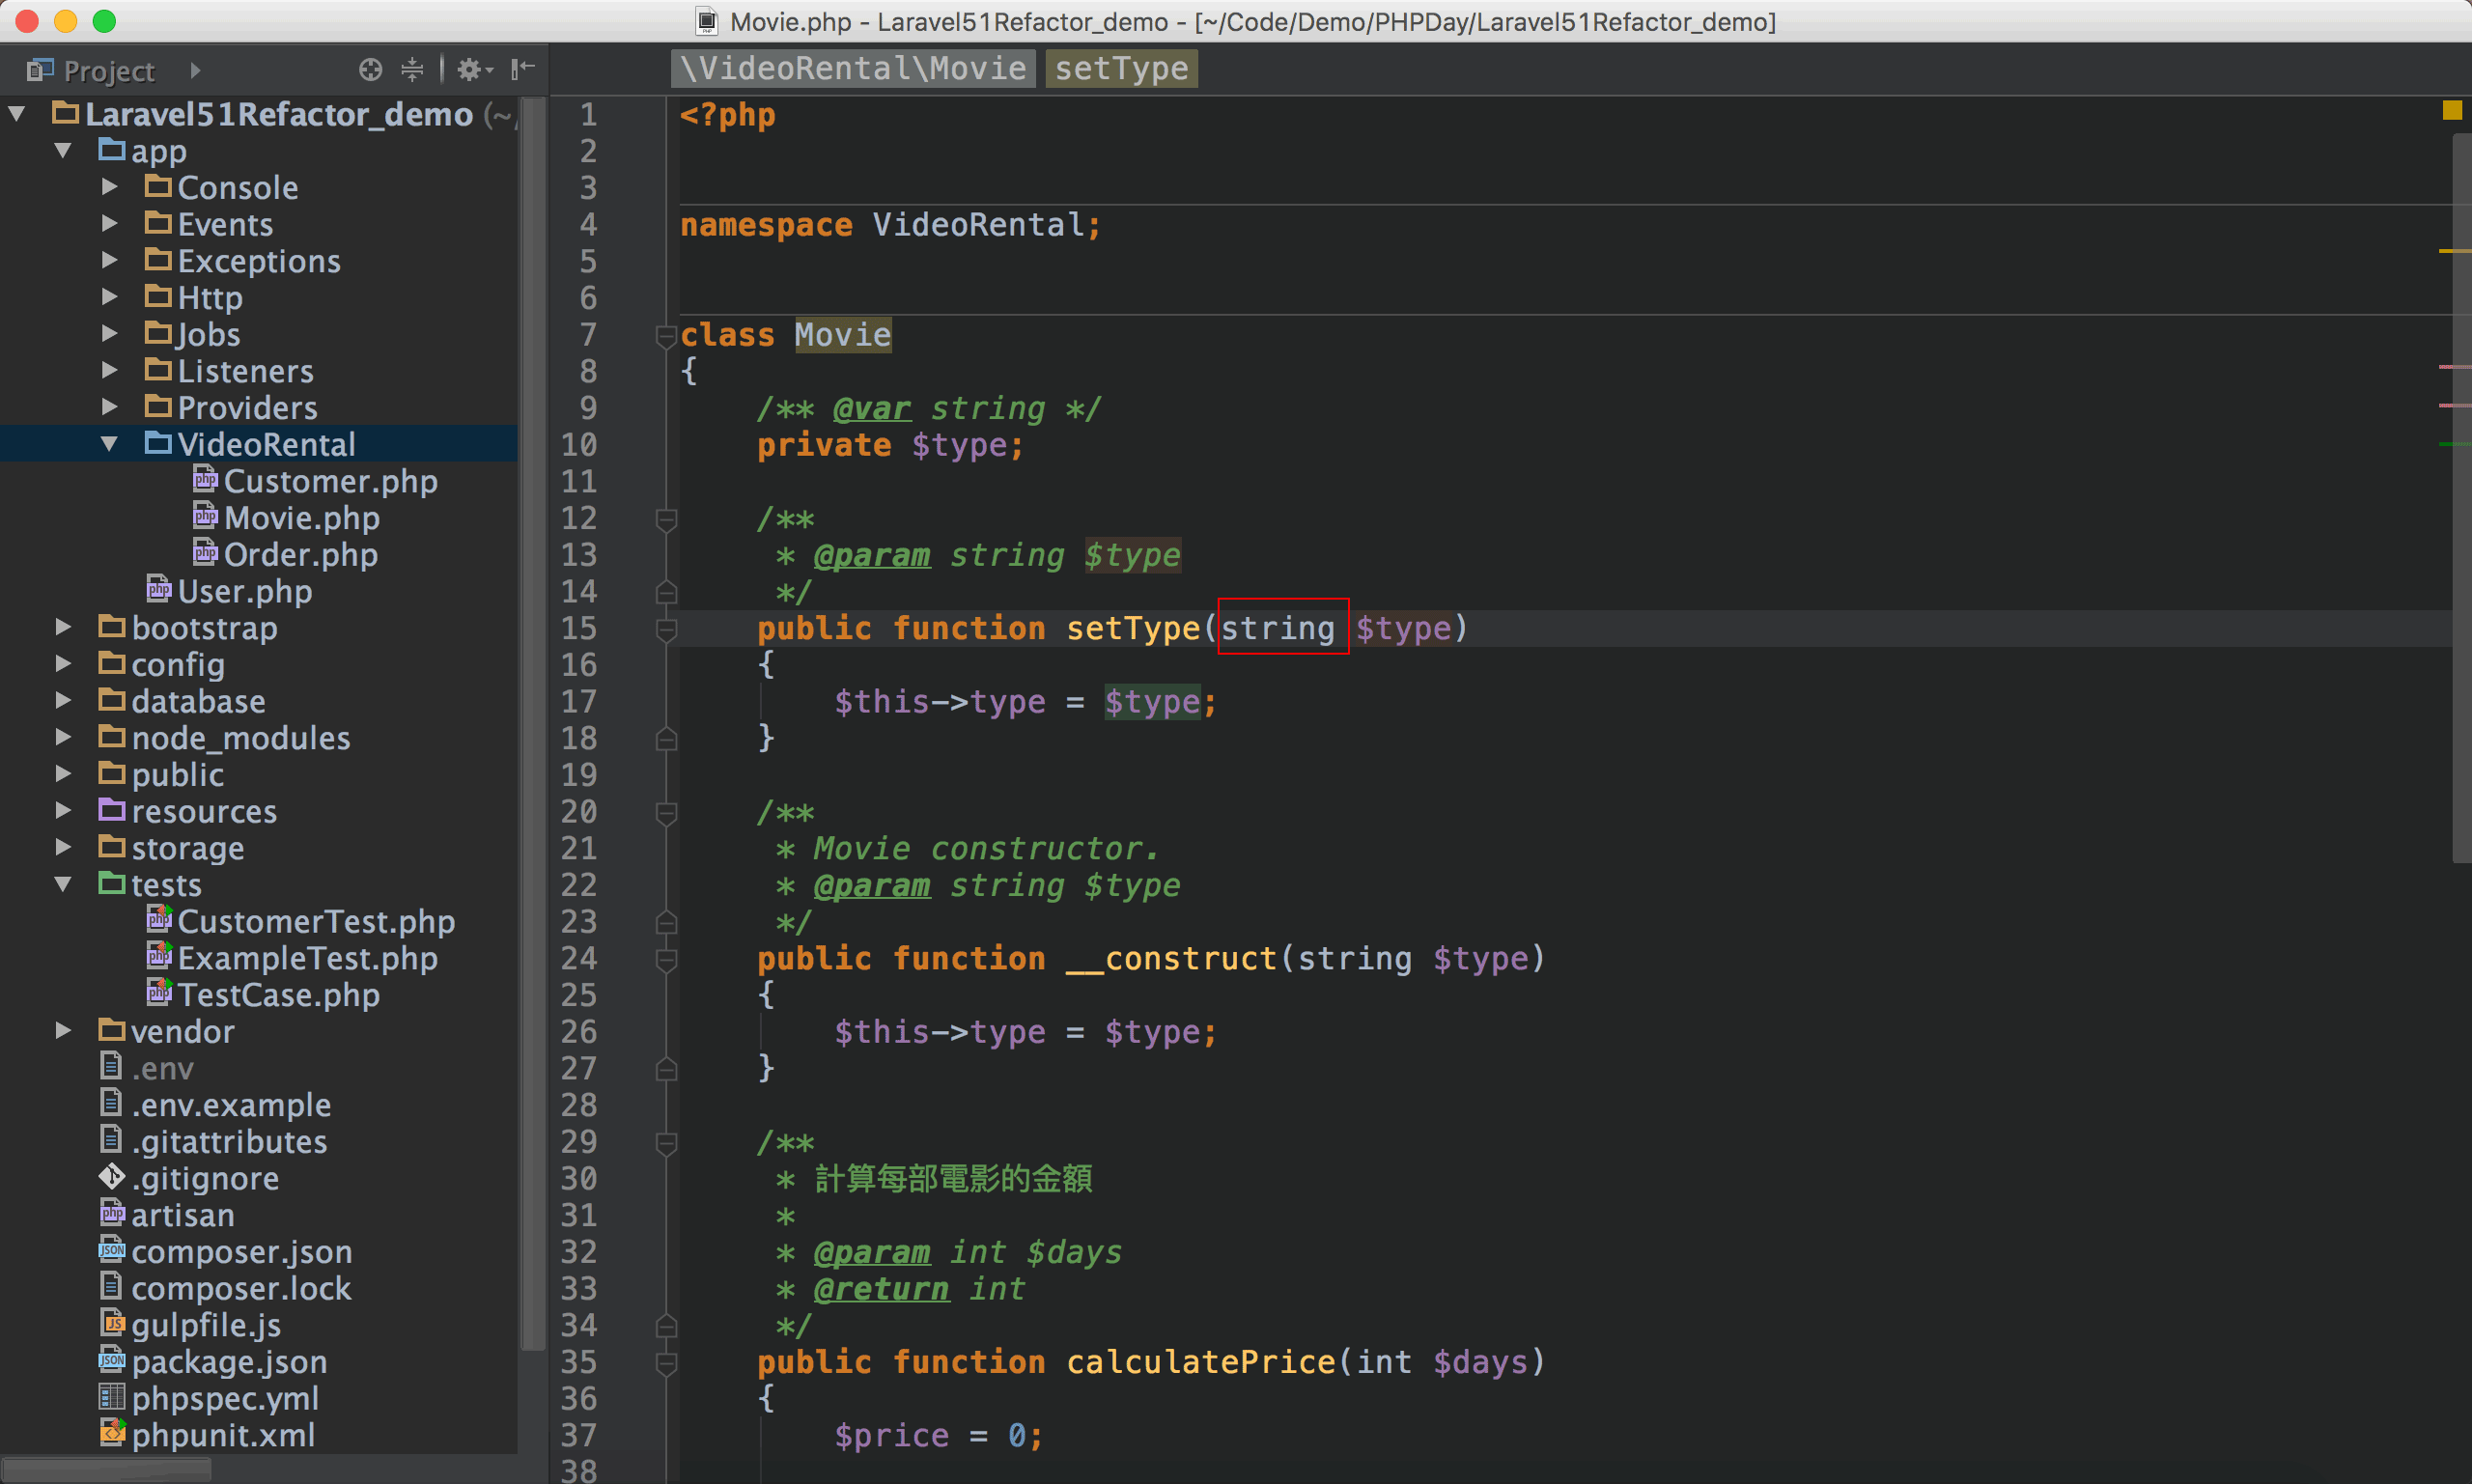 Movie.php - Laravel51Refactor_demo - [~/Code/Demo/PHPDay/Laravel51Refactor_demo]
Project
\VideoRental\Movie setType
Laravel51Refactor_demo (~/
app
Console
Events
Exceptions
Http
Jobs
Listeners
Providers
VideoRental
Customer.php
Movie.php
Order.php
User.php
bootstrap
config
database
node_modules
public
resources
storage
tests
CustomerTest.php
ExampleTest.php
TestCase.php
vendor
.env
.env.example
.gitattributes
.gitignore
artisan
composer.json
composer.lock
gulpfile.js
package.json
phpspec.yml
phpunit.xml
1 <?php
2
3
4 namespace VideoRental;
5
6
7 class Movie
8 {
9 /** @var string */
10 private $type;
11
12 /**
13 * @param string $type
14 */
15 public function setType(string $type)
16 {
17 $this->type = $type;
18 }
19
20 /**
21 * Movie constructor.
22 * @param string $type
23 */
24 public function __construct(string $type)
25 {
26 $this->type = $type;
27 }
28
29 /**
30 * 計算每部電影的金額
31 *
32 * @param int $days
33 * @return int
34 */
35 public function calculatePrice(int $days)
36 {
37 $price = 0;
38